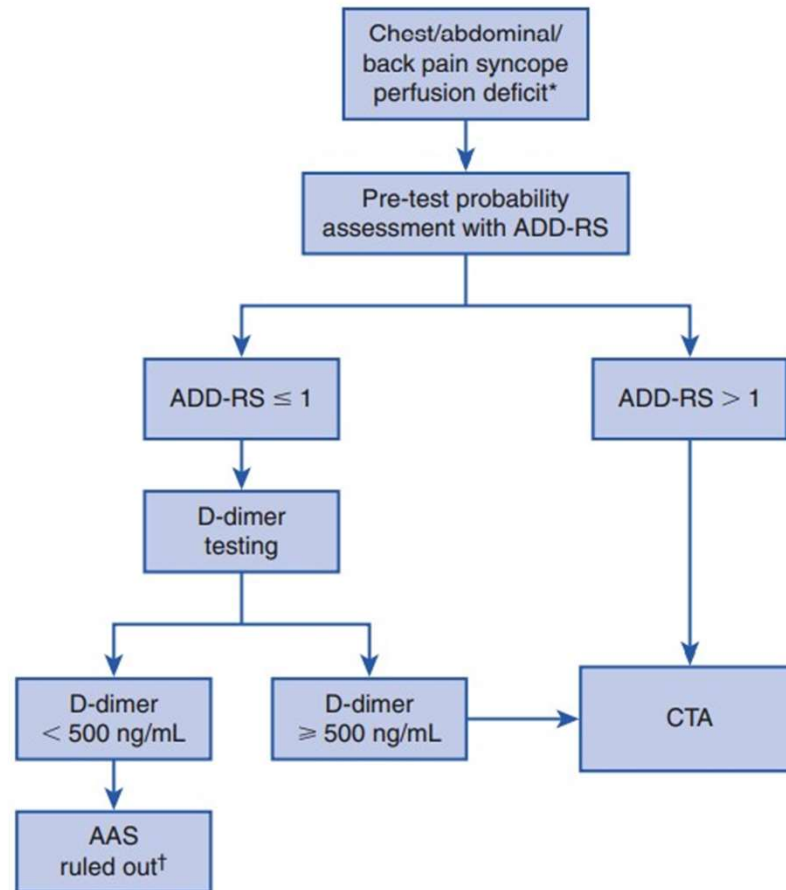 Chest/abdominal/
back pain syncope
perfusion deficit*
Pre-test probability
assessment with ADD-RS
ADD-RS ≤ 1
ADD-RS > 1
D-dimer
testing
D-dimer
< 500 ng/mL
D-dimer
⩾ 500 ng/mL
CTA
AAS
ruled out†